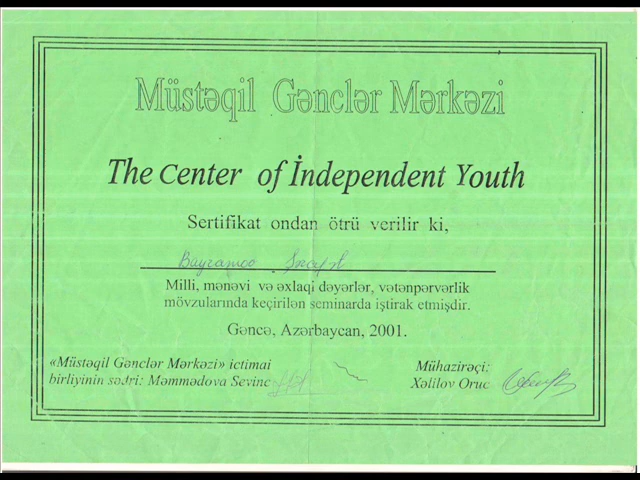 Müstəqil Gənclər Mərkəzi
The Center of İndependent Youth
Sertifikat ondan ötrü verilir ki,
Bayramov
Milli, mənəvi və əxlaqi dəyərlər, vətənpərvərlik
mövzularında keçirilən seminarda iştirak etmişdir.
Gəncə, Azərbaycan, 2001.
«Müstəqil Gənclər Mərkəzi» ictimai
birliyinin sədri: Məmmədova Sevinc
Mühazirəçi:
Xəlilov Oruc